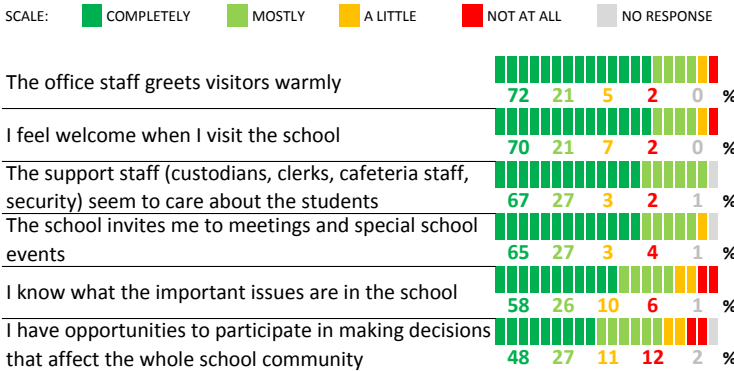 SCALE: COMPLETELY MOSTLY A LITTLE NOT AT ALL NO RESPONSE
The office staff greets visitors warmly
72 21 5 2 0 %
I feel welcome when I visit the school
70 21 7 2 0 %
The support staff (custodians, clerks, cafeteria staff,
security) seem to care about the students
67 27 3 2 1 %
The school invites me to meetings and special school
events
65 27 3 4 1 %
I know what the important issues are in the school
58 26 10 6 1 %
I have opportunities to participate in making decisions
that affect the whole school community
48 27 11 12 2 %